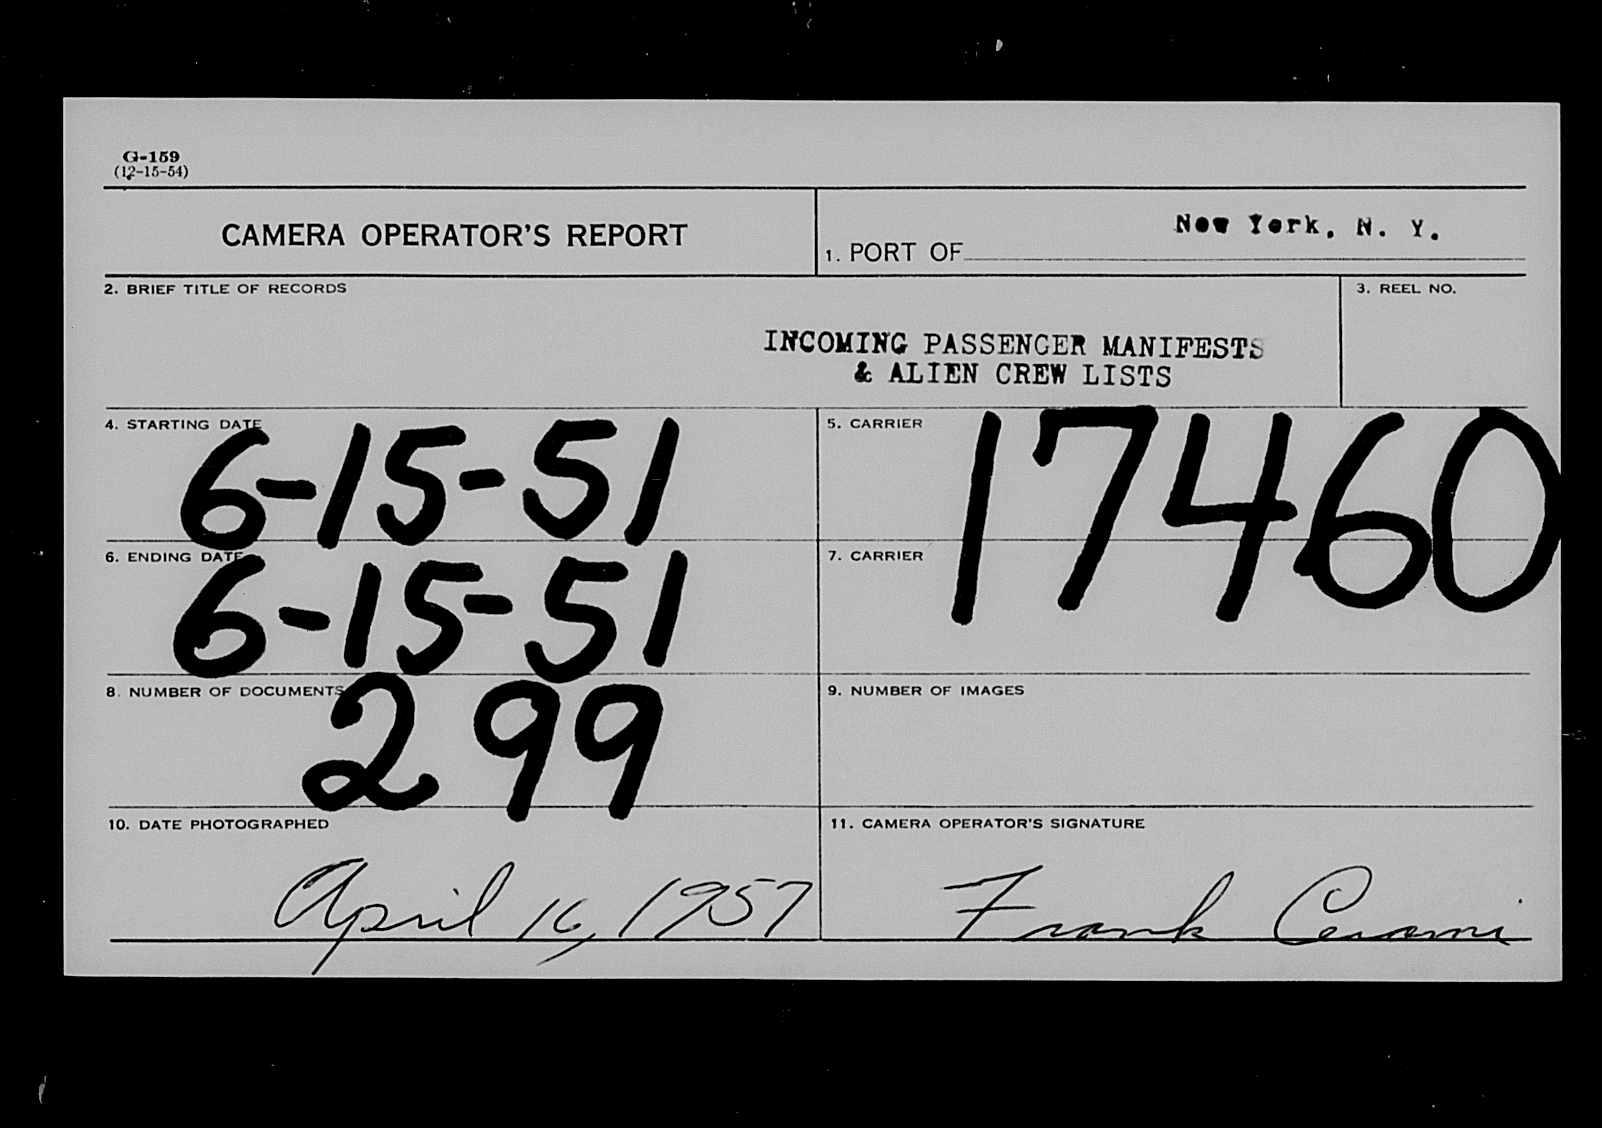 G-159
(12-15-54)
CAMERA OPERATOR'S REPORT
1. PORT OF New York, N. Y.
2. BRIEF TITLE OF RECORDS
INCOMING PASSENGER MANIFESTS
& ALIEN CREW LISTS
3. REEL NO.
4. STARTING DATE
6-15-51
5. CARRIER
17460
6. ENDING DATE
6-15-51
7. CARRIER
8. NUMBER OF DOCUMENTS
299
9. NUMBER OF IMAGES
10. DATE PHOTOGRAPHED
April 16, 1957
11. CAMERA OPERATOR'S SIGNATURE
Frank